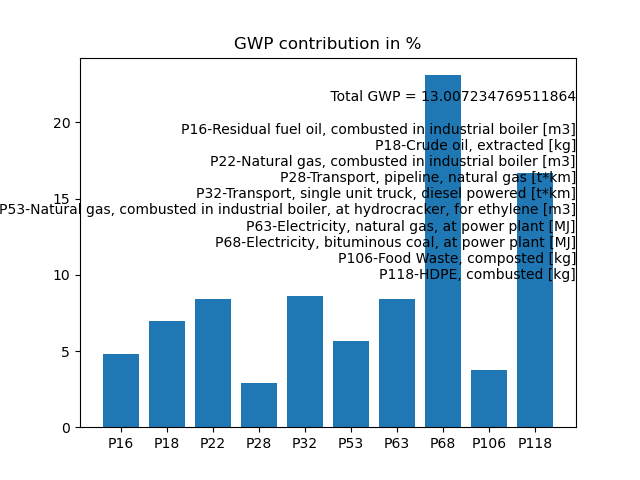 GWP contribution in %
Total GWP = 13.007234769511864
P16-Residual fuel oil, combusted in industrial boiler [m3]
P18-Crude oil, extracted [kg]
P22-Natural gas, combusted in industrial boiler [m3]
P28-Transport, pipeline, natural gas [t*km]
P32-Transport, single unit truck, diesel powered [t*km]
P53-Natural gas, combusted in industrial boiler, at hydrocracker, for ethylene [m3]
P63-Electricity, natural gas, at power plant [MJ]
P68-Electricity, bituminous coal, at power plant [MJ]
P106-Food Waste, composted [kg]
P118-HDPE, combusted [kg]
20
15
10
5
0
P16 P18 P22 P28 P32 P53 P63 P68 P106 P118